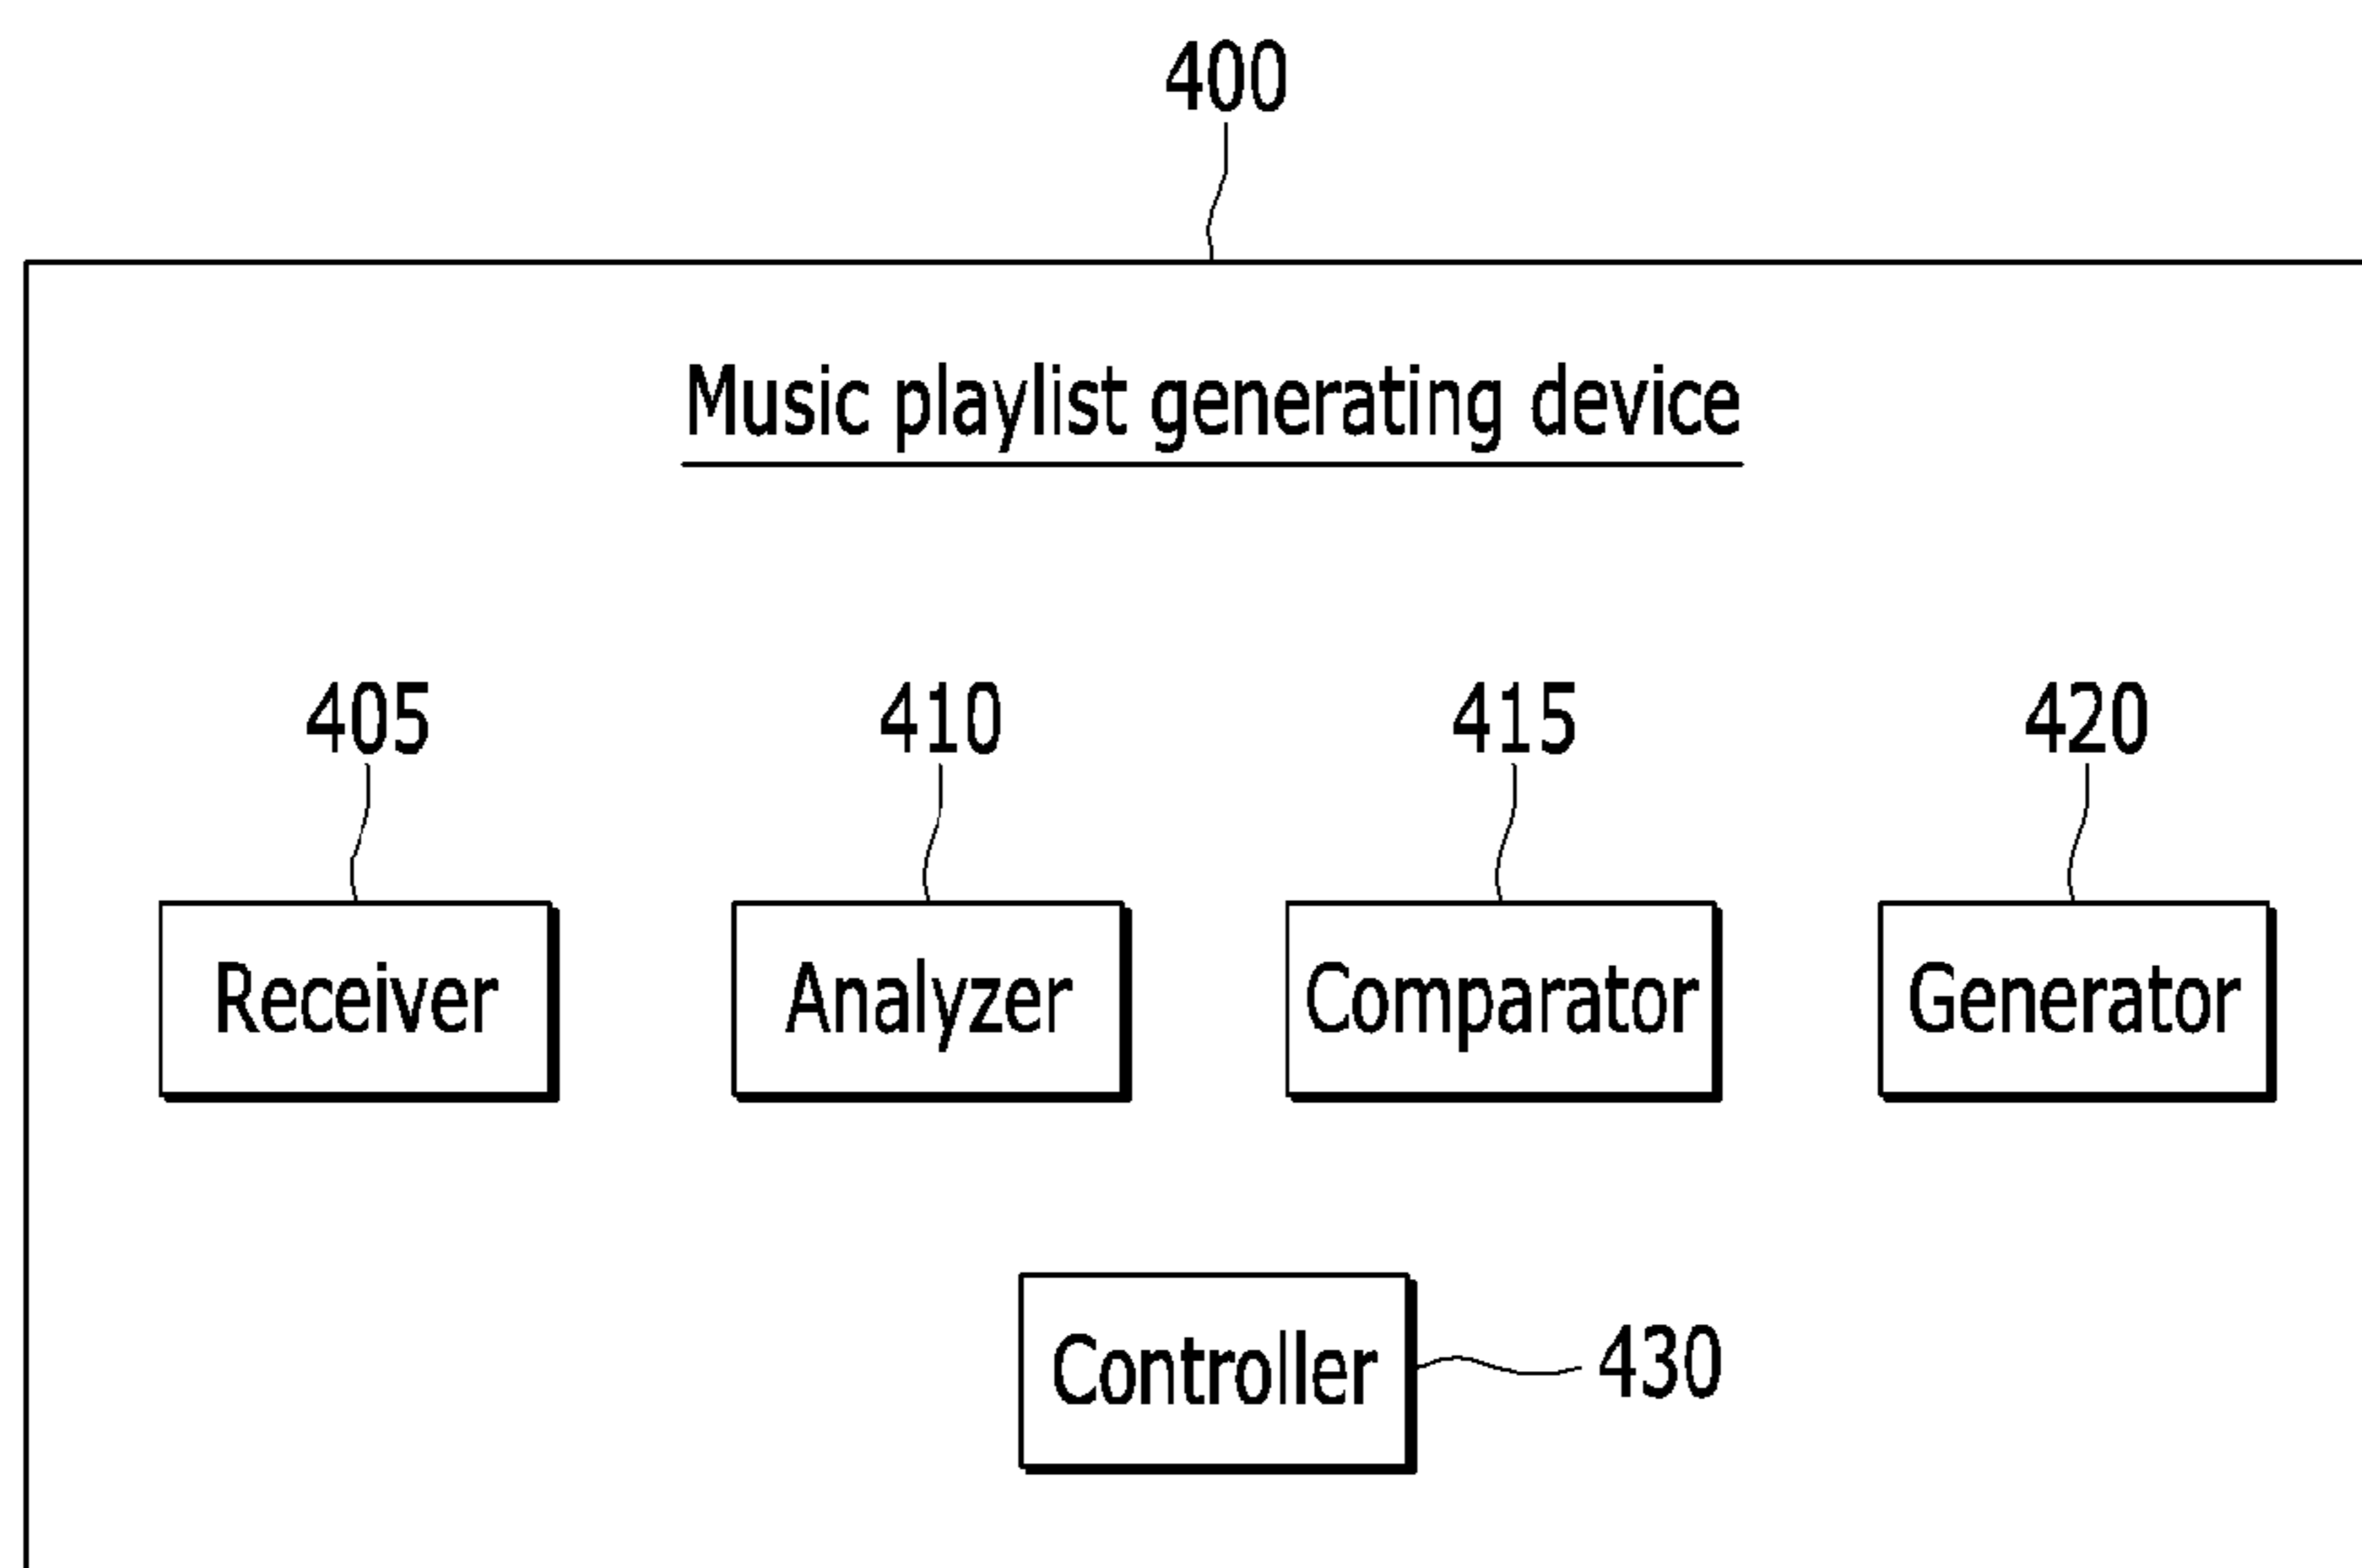 400
Music playlist generating device
405 410 415 420
Receiver Analyzer Comparator Generator
Controller 430